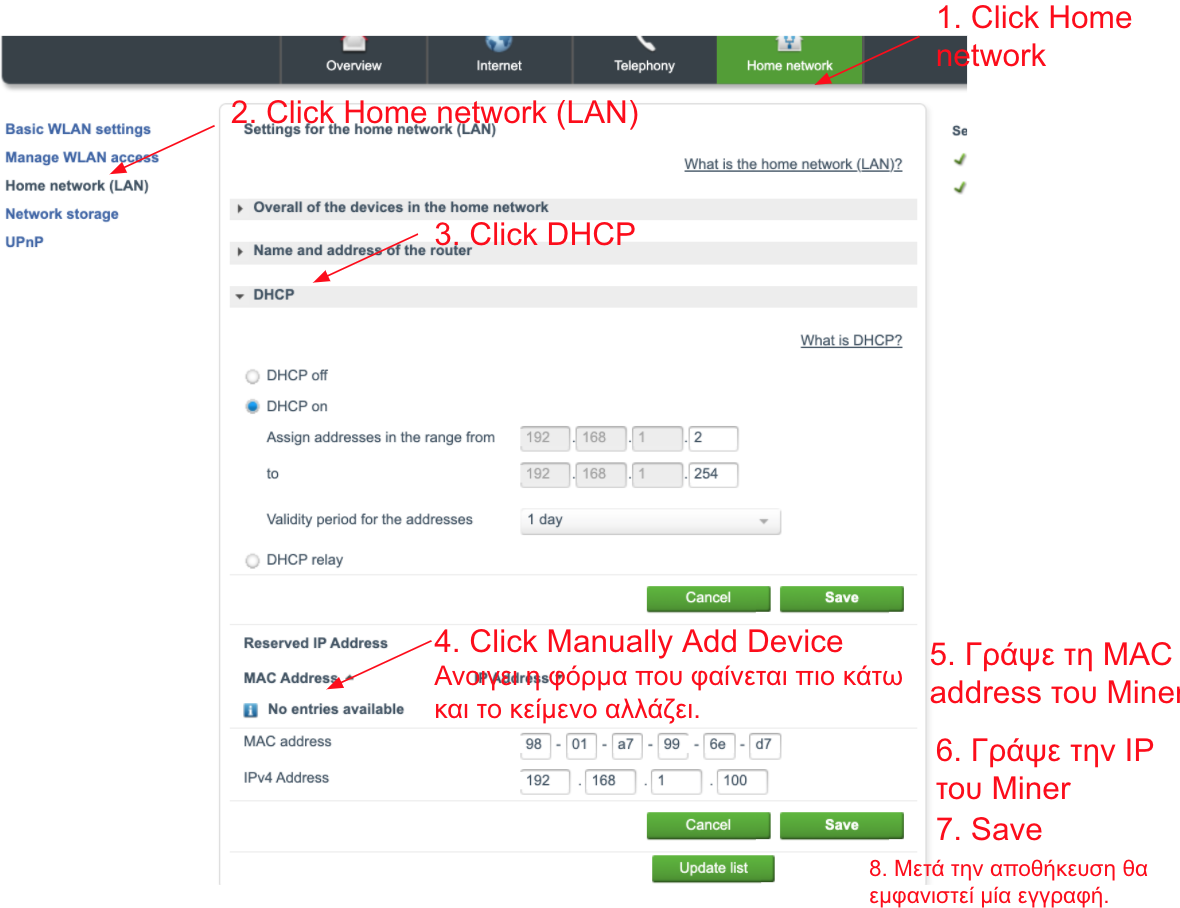 1. Click Home
network
Overview
Internet
Telephony
Home network
2. Click Home network (LAN)
Basic WLAN settings
Manage WLAN access
Home network (LAN)
Network storage
UPnP
Settings for the home network (LAN)
Se
What is the home network (LAN)?
Overall of the devices in the home network
3. Click DHCP
Name and address of the router
DHCP
What is DHCP?
DHCP off
DHCP on
Assign addresses in the range from 192 . 168 . 1 . 2
to 192 . 168 . 1 . 254
Validity period for the addresses 1 day
DHCP relay
Cancel Save
Reserved IP Address
4. Click Manually Add Device
Ανοιγει η φόρμα που φαίνεται πιο κάτω
και το κείμενο αλλάζει.
MAC Address IP Address
No entries available
MAC address 98 - 01 - a7 - 99 - 6e - d7
IPv4 Address 192 . 168 . 1 . 100
Cancel Save
Update list
5. Γράψε τη MAC
address του Miner
6. Γράψε την IP
του Miner
7. Save
8. Μετά την αποθήκευση θα
εμφανιστεί μία εγγραφή.